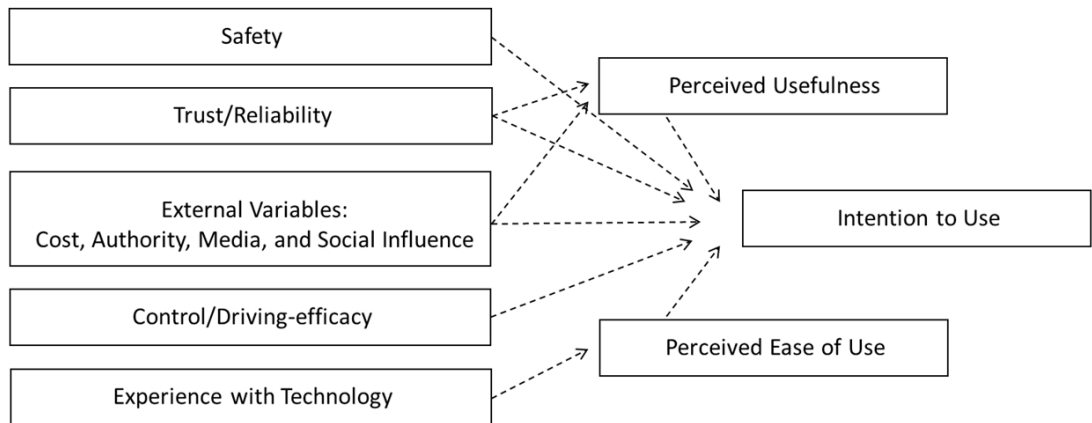 Safety
Trust/Reliability
External Variables:
Cost, Authority, Media, and Social Influence
Control/Driving-efficacy
Experience with Technology
Perceived Usefulness
Intention to Use
Perceived Ease of Use